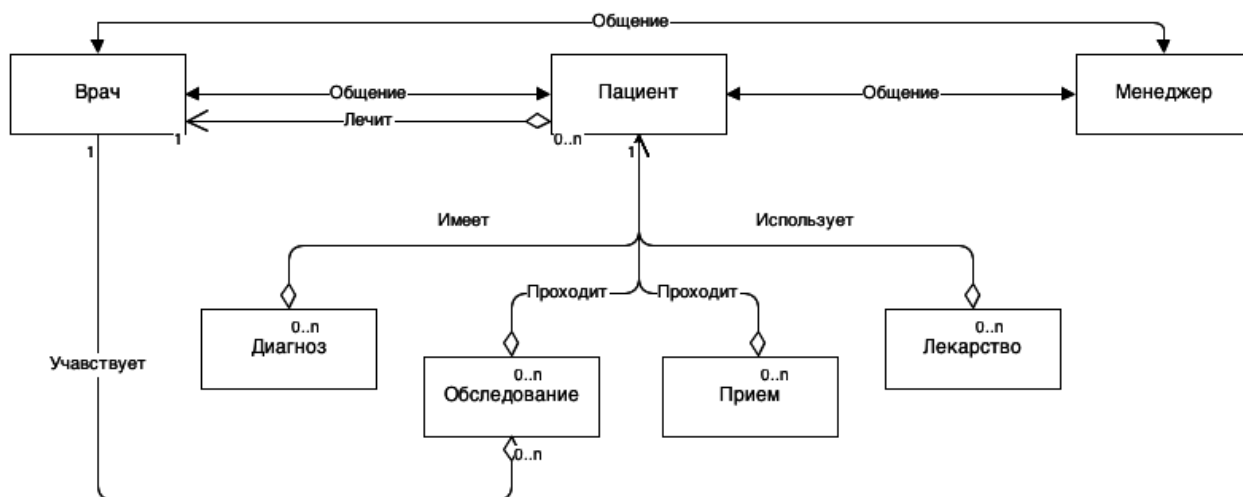 Общение
Врач
Общение
Пациент
Общение
Менеджер
Лечит
1
1
0..n
1
Имеет
Использует
Проходит
Проходит
0..n
Диагноз
0..n
Лекарство
Учавствует
0..n
Обследование
0..n
Прием
0..n